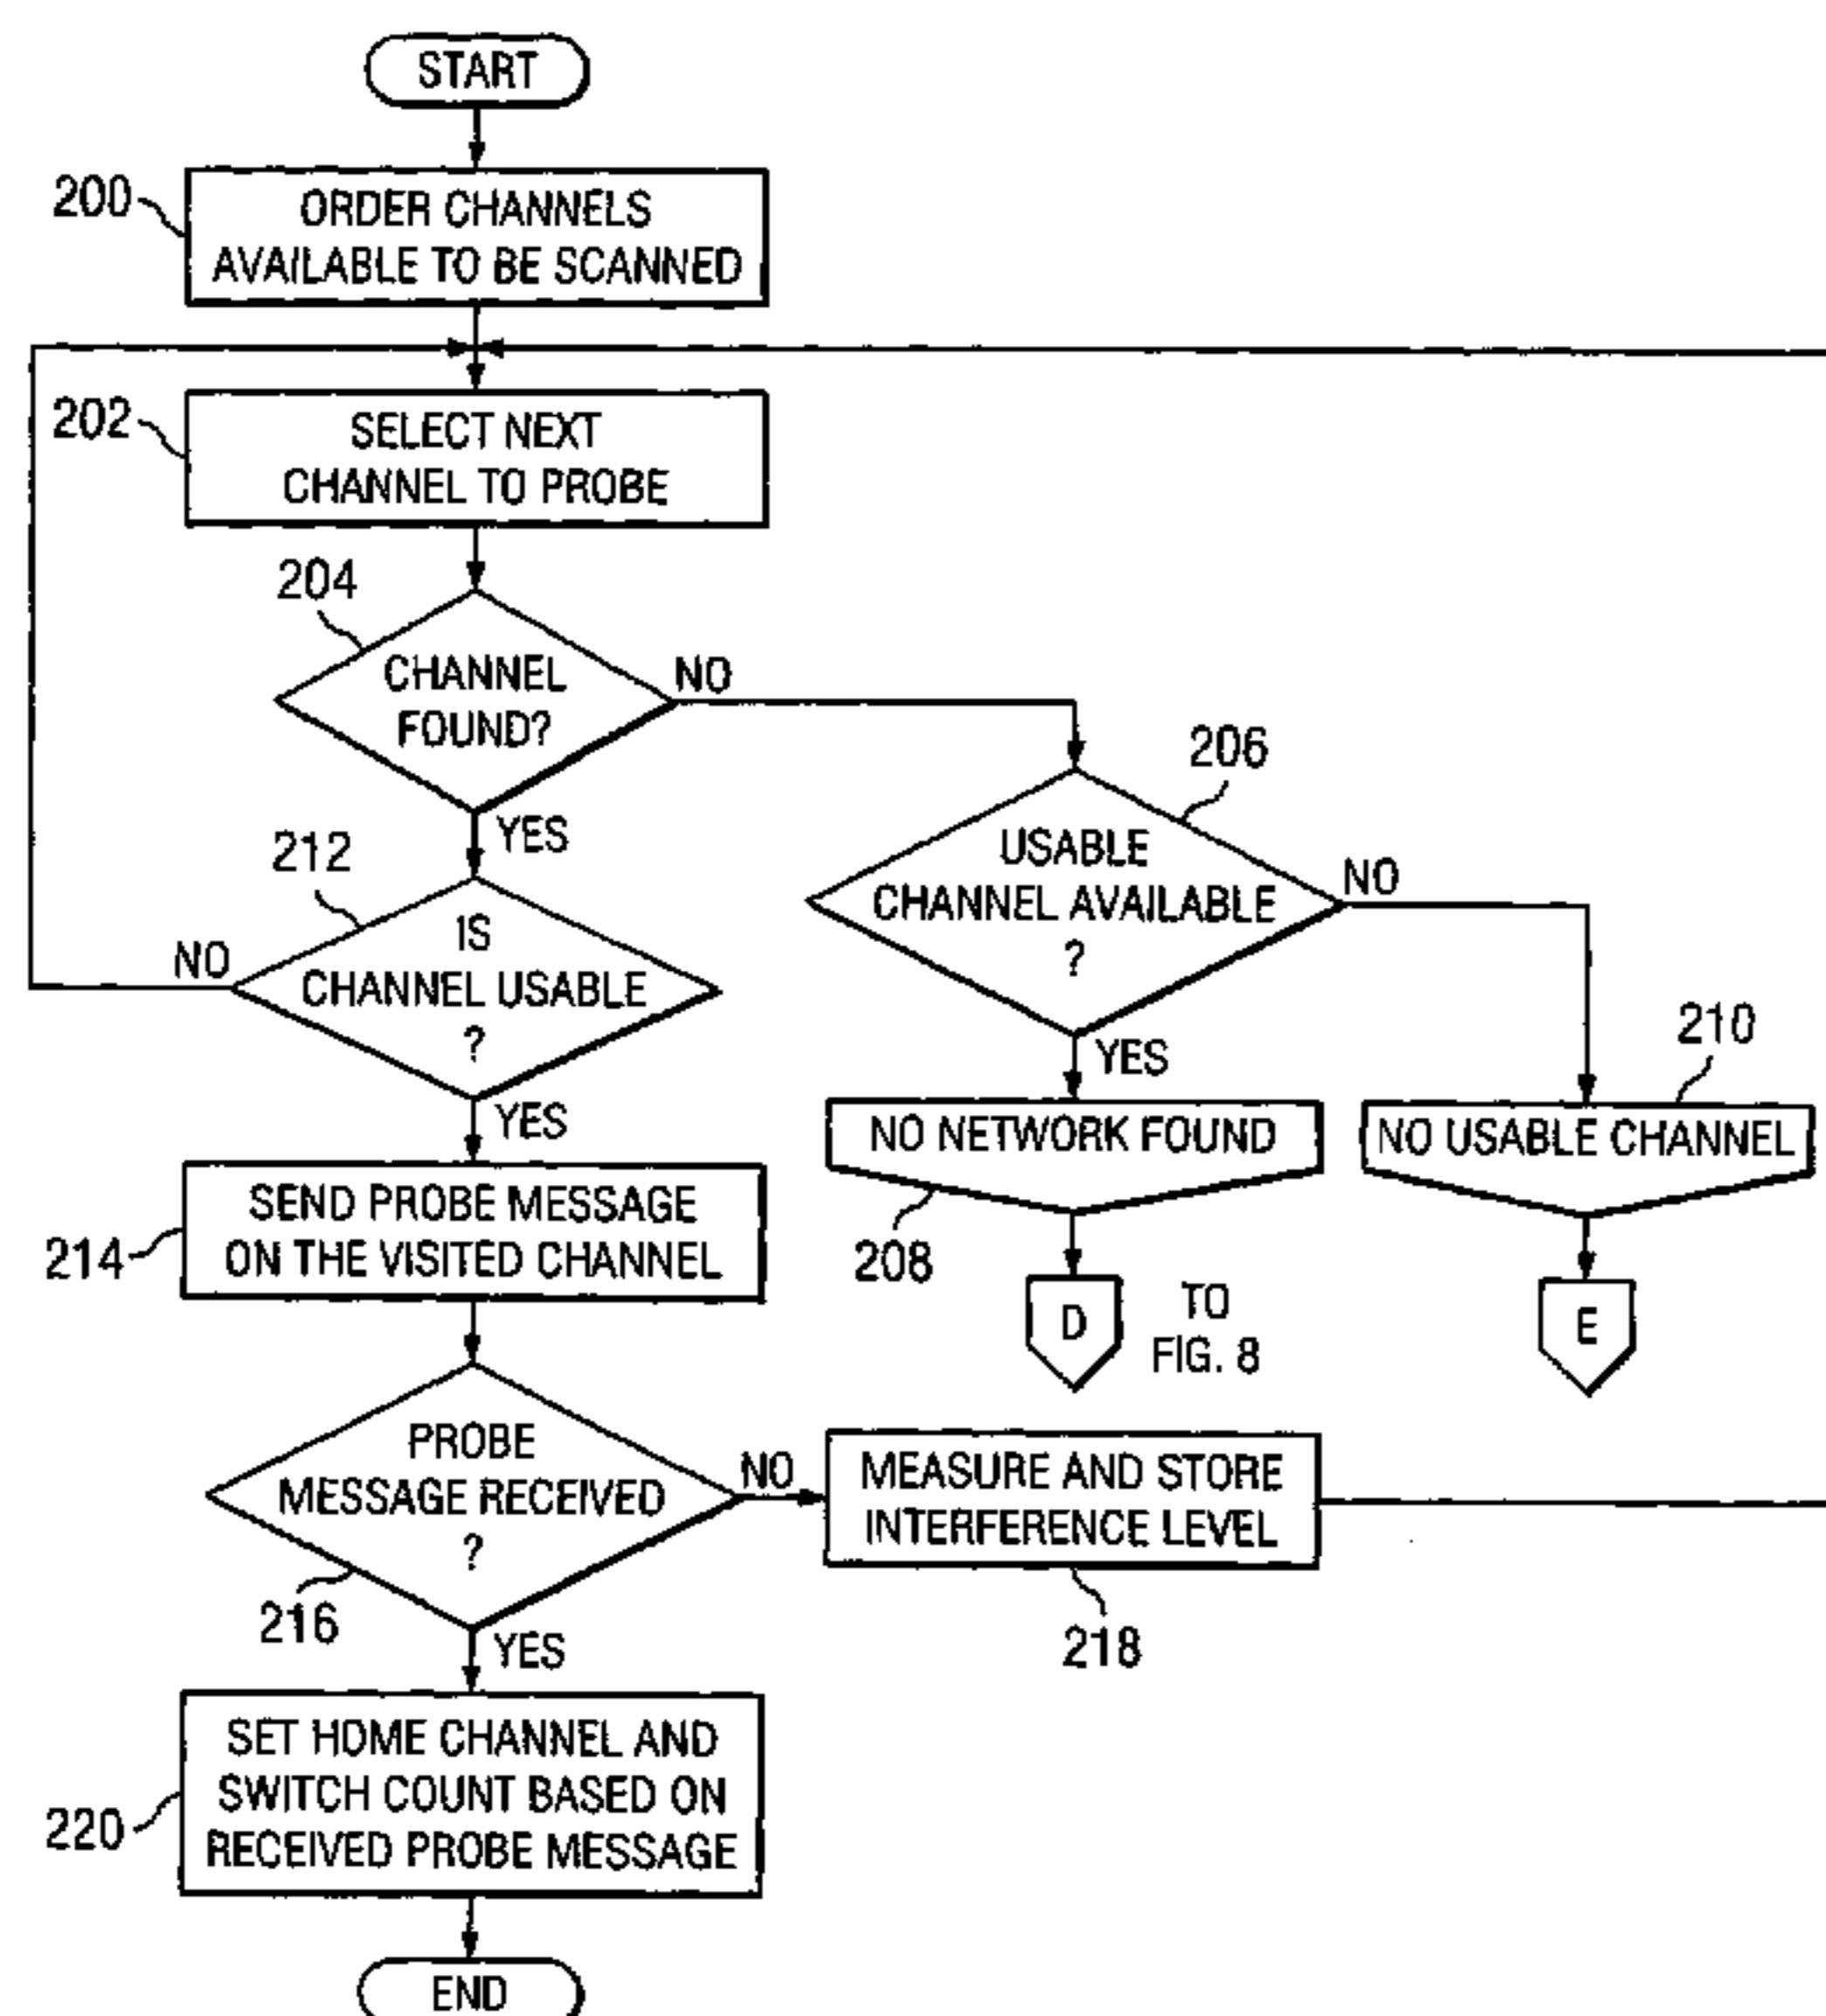 START
200
ORDER CHANNELS
AVAILABLE TO BE SCANNED
202
SELECT NEXT
CHANNEL TO PROBE
204
CHANNEL
FOUND?
NO
YES
206
USABLE
CHANNEL AVAILABLE
?
NO
YES
212
IS
CHANNEL USABLE
?
NO
YES
210
NO NETWORK FOUND
NO USABLE CHANNEL
208
D
TO
FIG. 8
E
214
SEND PROBE MESSAGE
ON THE VISITED CHANNEL
PROBE
MESSAGE RECEIVED
?
NO
216
YES
MEASURE AND STORE
INTERFERENCE LEVEL
218
220
SET HOME CHANNEL AND
SWITCH COUNT BASED ON
RECEIVED PROBE MESSAGE
END